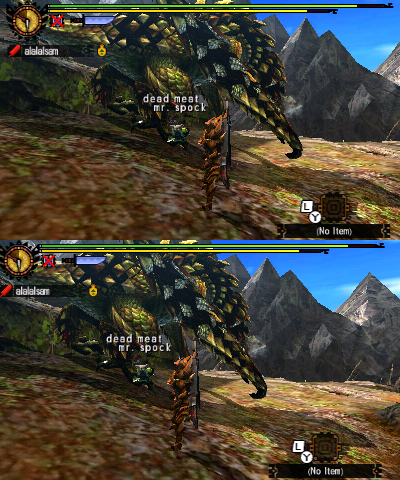 alalalsam
dead meat
mr. spock
L
Y
(No Item)
alalalsam
dead meat
mr. spock
L
Y
(No Item)